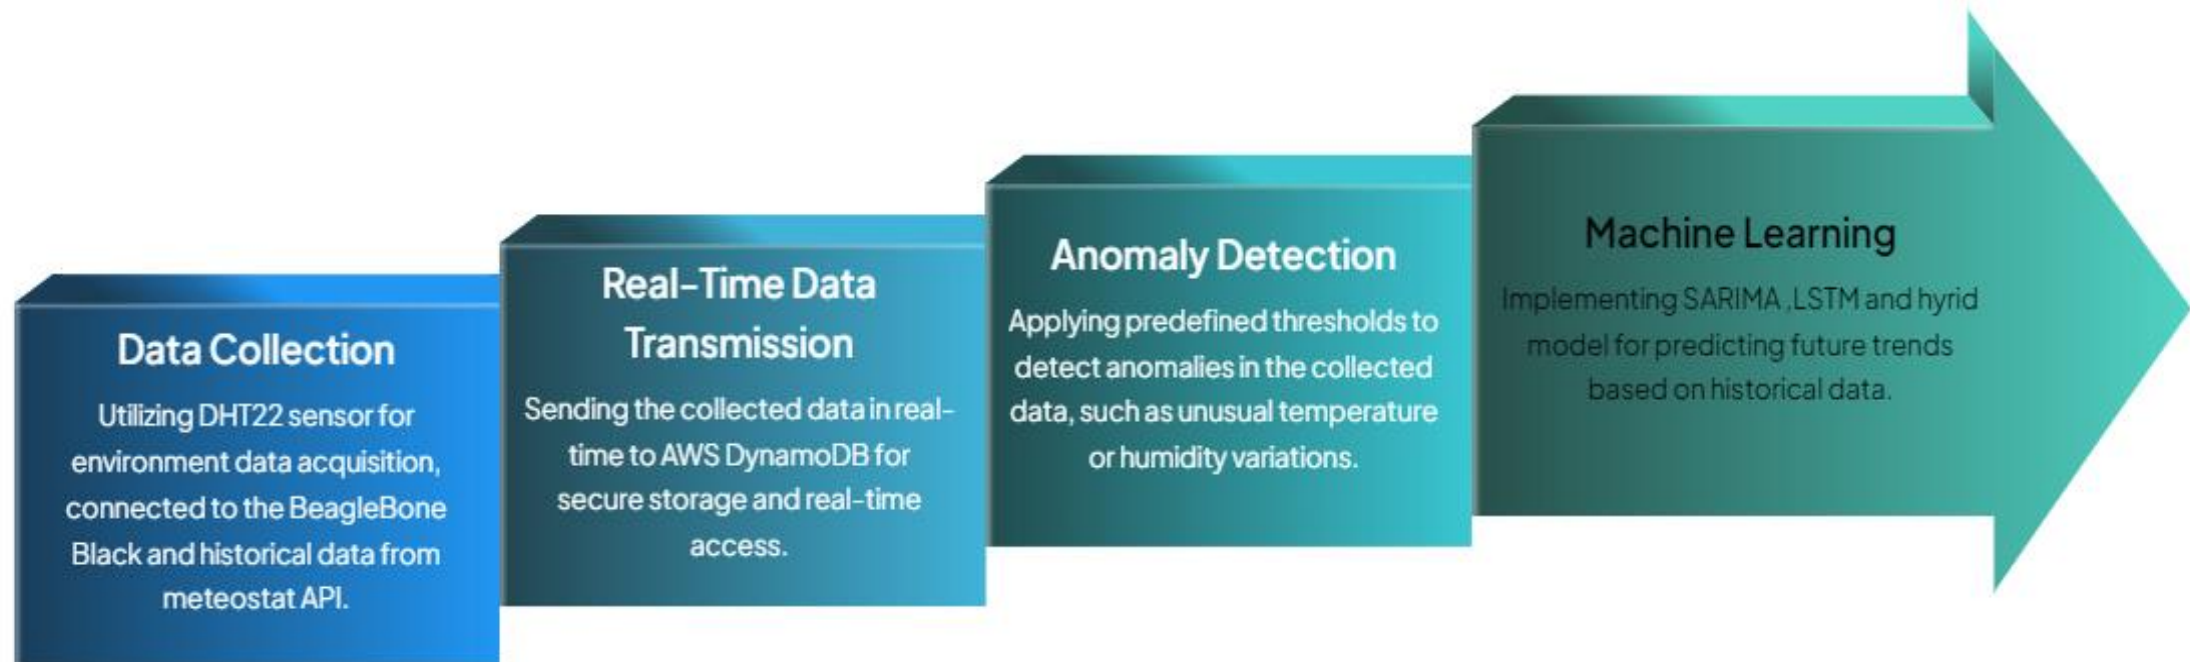 Data Collection
Utilizing DHT22 sensor for
environment data acquisition,
connected to the BeagleBone
Black and historical data from
meteostat API.
Real-Time Data
Transmission
Sending the collected data in real-
time to AWS DynamoDB for
secure storage and real-time
access.
Anomaly Detection
Applying predefined thresholds to
detect anomalies in the collected
data, such as unusual temperature
or humidity variations.
Machine Learning
Implementing SARIMA ,LSTM and hyrid
model for predicting future trends
based on historical data.